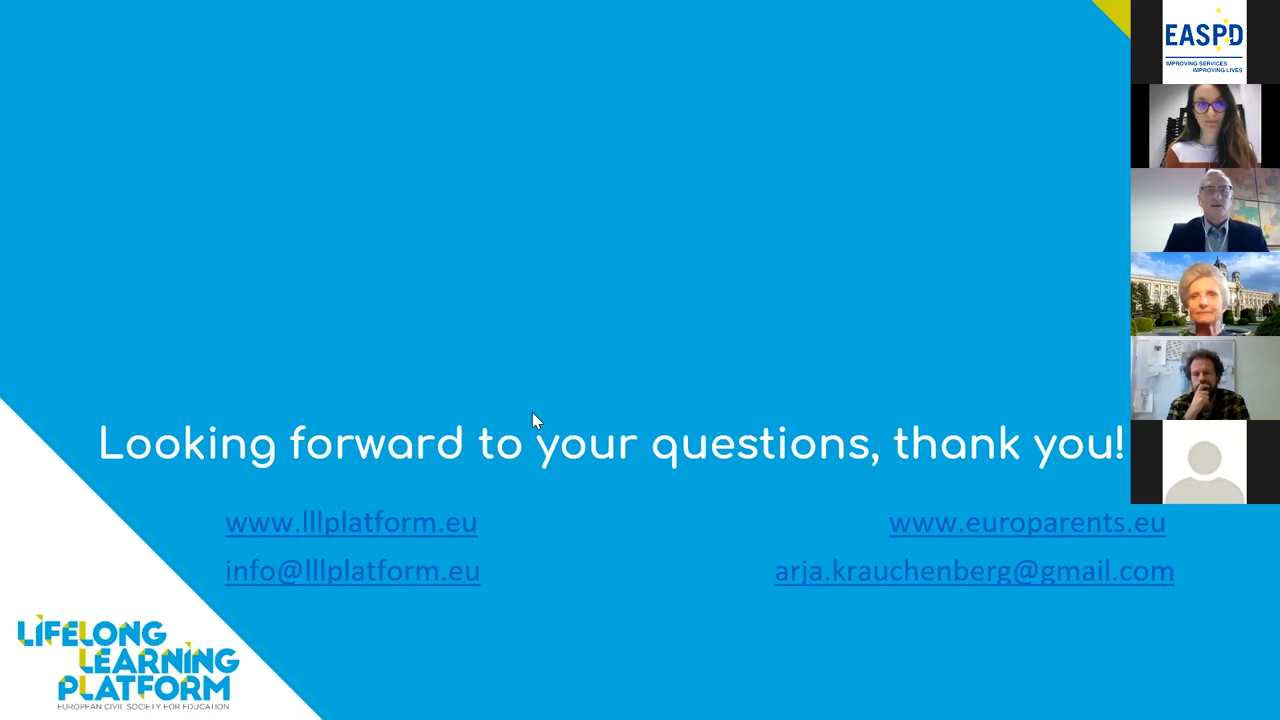 EASPD
IMPROVING SERVICES
IMPROVING LIVES
Looking forward to your questions, thank you!
www.lllplatform.eu
www.europarents.eu
info@lllplatform.eu
arja.krauchenberg@gmail.com
LIFELONG
LEARNING
PLATFORM
EUROPEAN CIVIL SOCIETY FOR EDUCATION